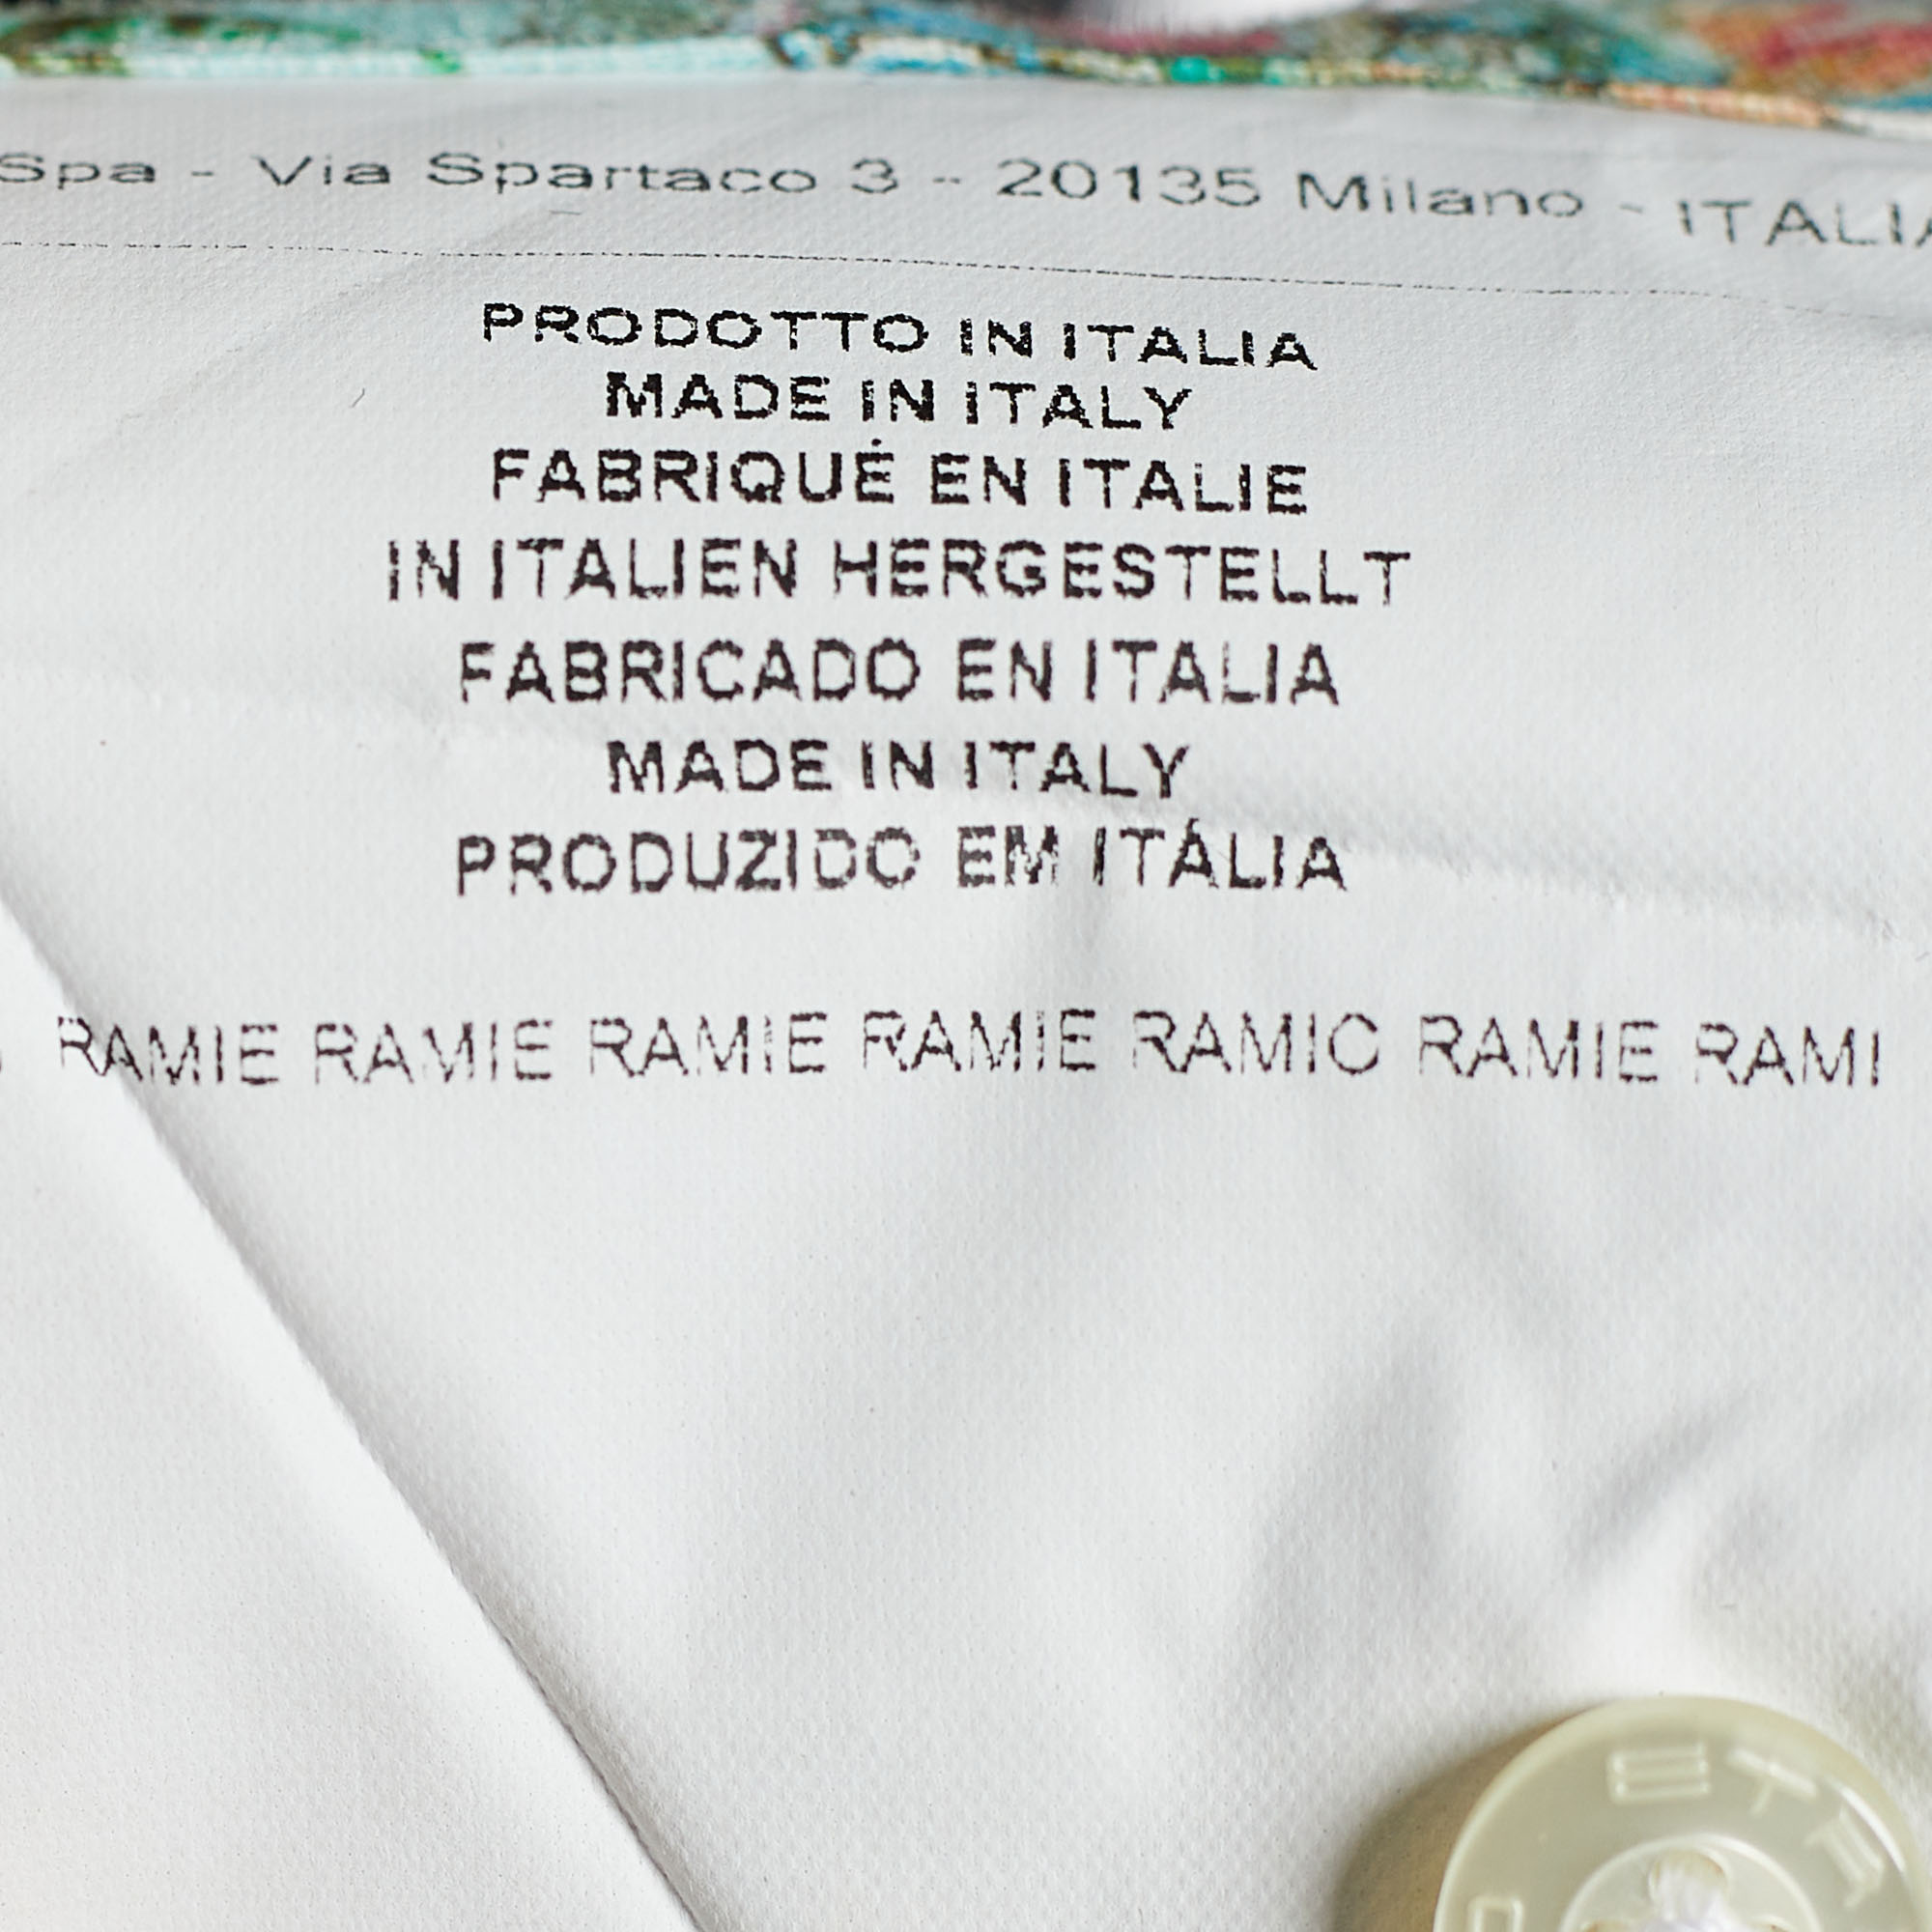 Spa - Via Spartaco 3 - 20135 Milano - ITALIA
PRODOTTO IN ITALIA
MADE IN ITALY
FABRIQUÉ EN ITALIE
IN ITALIEN HERGESTELLT
FABRICADO EN ITALIA
MADE IN ITALY
PRODUZIDO EM ITÁLIA
RAMIE RAMIE RAMIE RAMIE RAMIC RAMIE RAMI
ETR